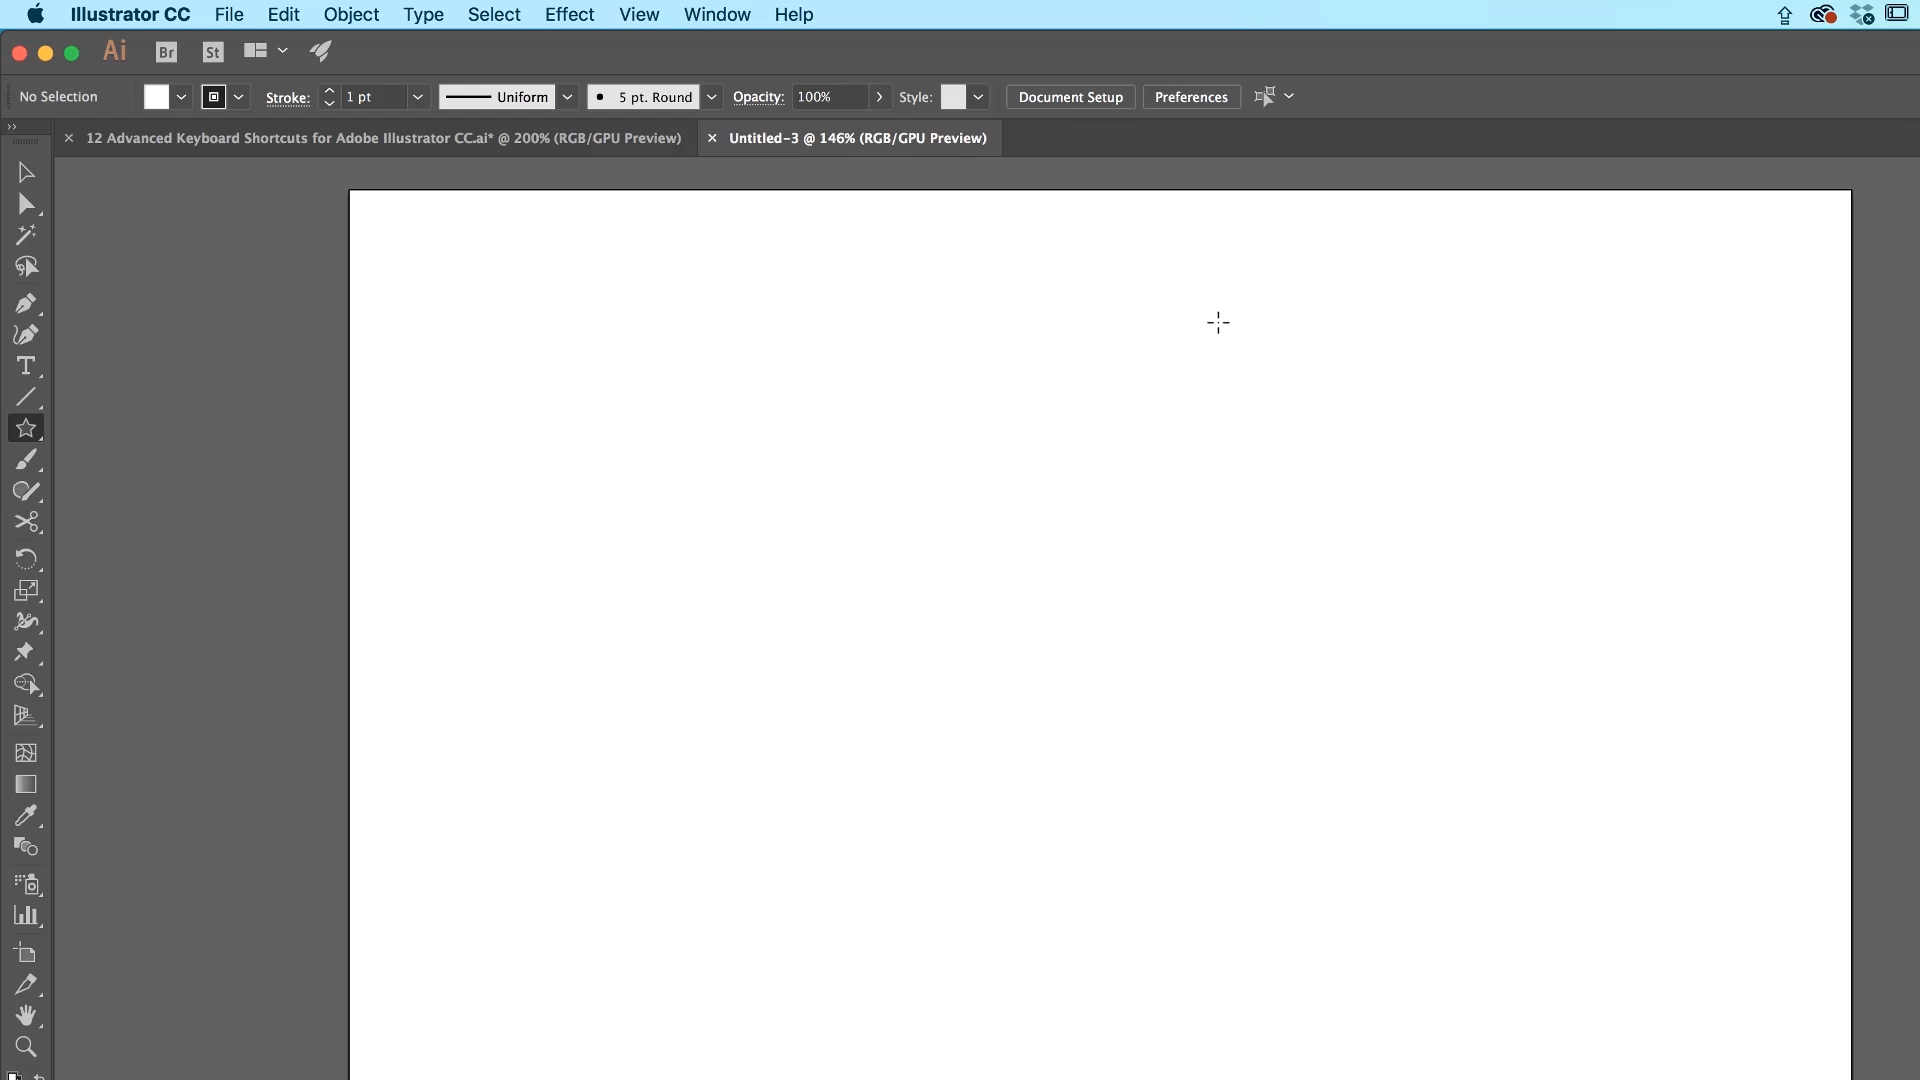 Illustrator CC File Edit Object Type Select Effect View Window Help
Ai Br St
No Selection Stroke: 1 pt Uniform 5 pt. Round Opacity: 100% Style: Document Setup Preferences
12 Advanced Keyboard Shortcuts for Adobe Illustrator CC.ai* @ 200% (RGB/GPU Preview) Untitled-3 @ 146% (RGB/GPU Preview)